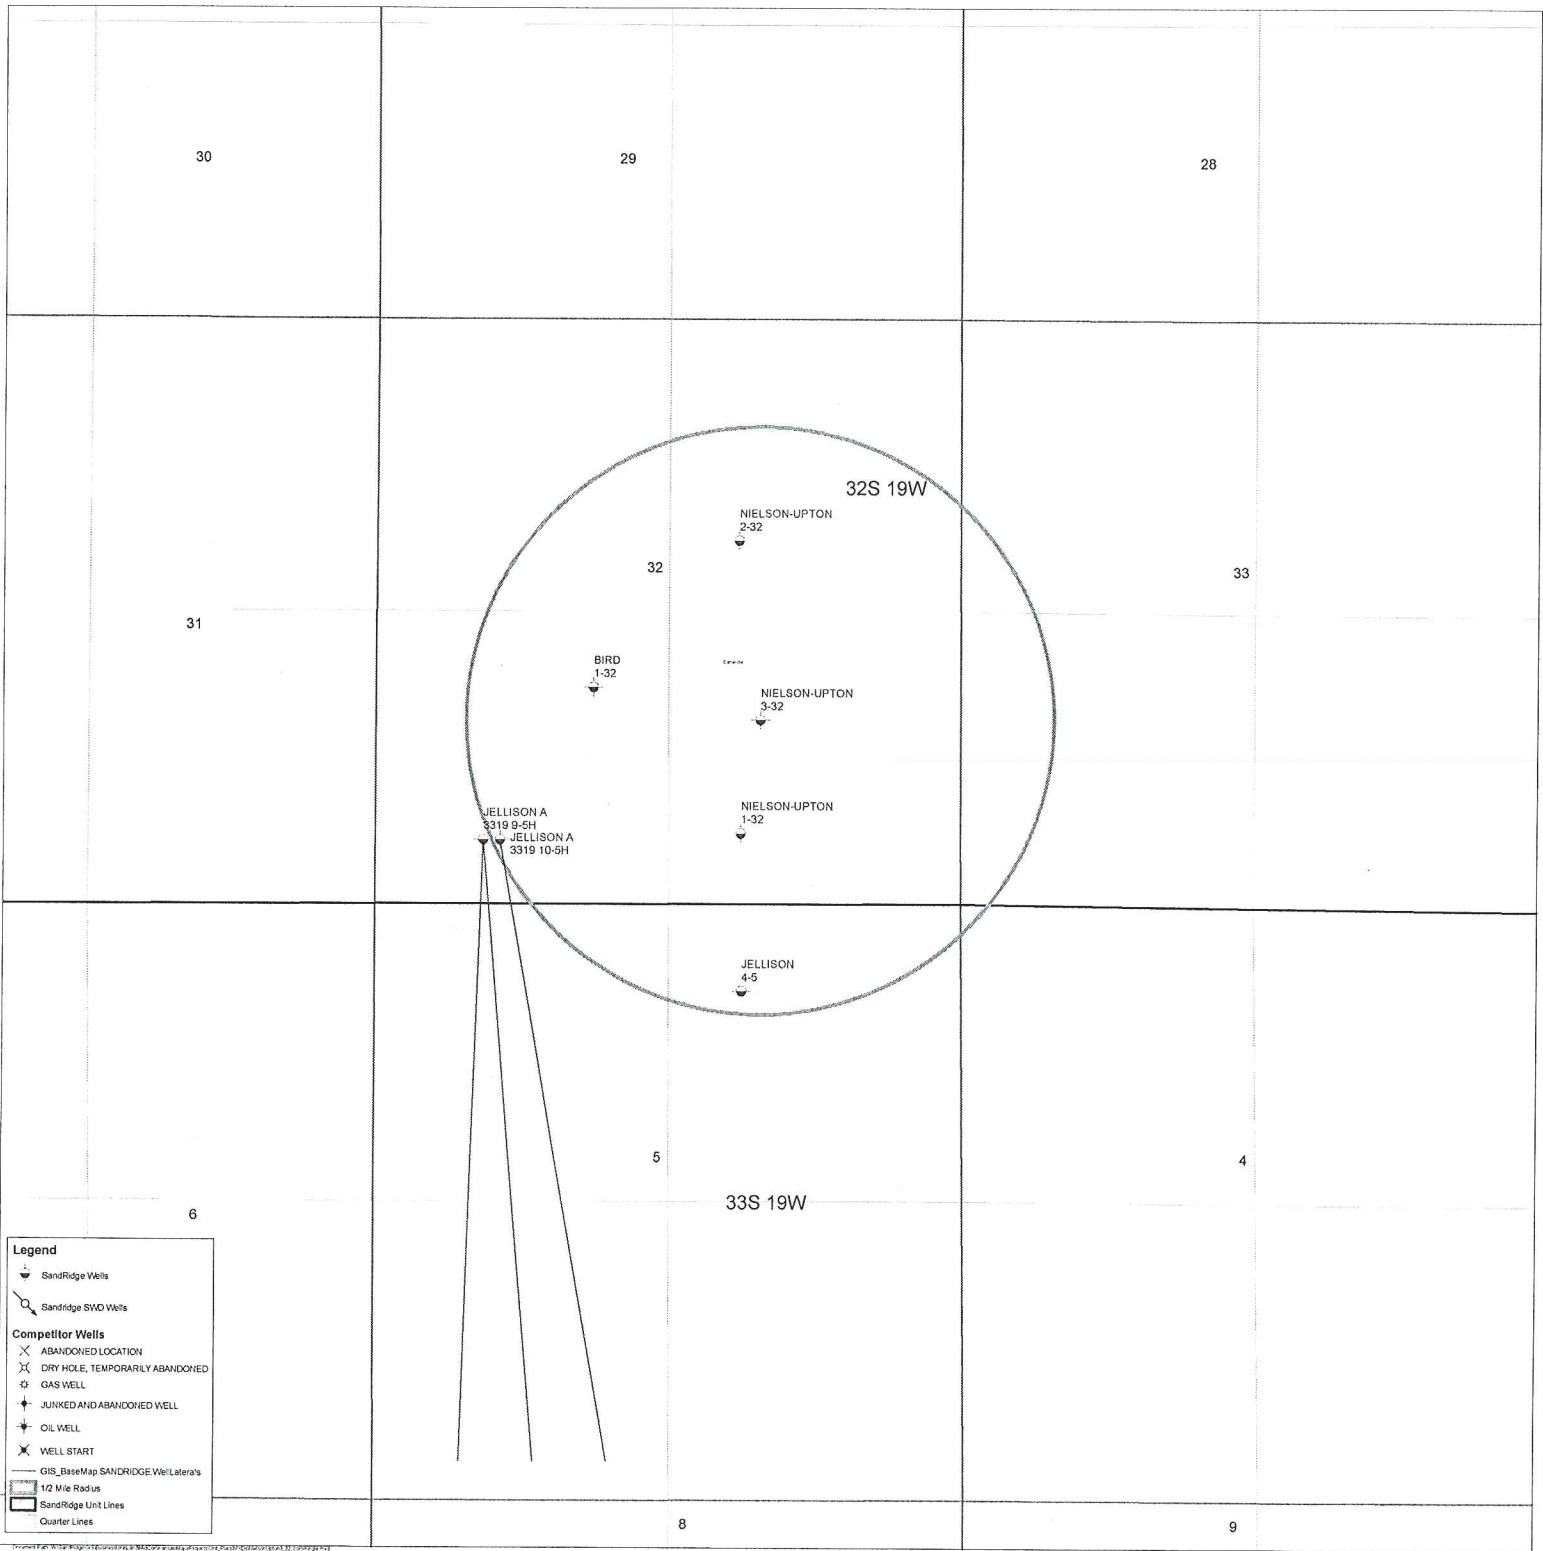 30
29
28
32S 19W
NIELSON-UPTON
2-32
32
33
31
BIRD
1-32
NIELSON-UPTON
3-32
JELLISON A
3319 9-5H
JELLISON A
3319 10-5H
NIELSON-UPTON
1-32
JELLISON
4-5
5
4
33S 19W
6
Legend
SandRidge Wells
Sandridge SWD Wells
Competitor Wells
ABANDONED LOCATION
DRY HOLE, TEMPORARILY ABANDONED
GAS WELL
JUNKED AND ABANDONED WELL
OIL WELL
WELL START
GIS_BaseMap.SANDRIDGE.WellLaterals
1/2 Mile Radius
SandRidge Unit Lines
Quarter Lines
8
9